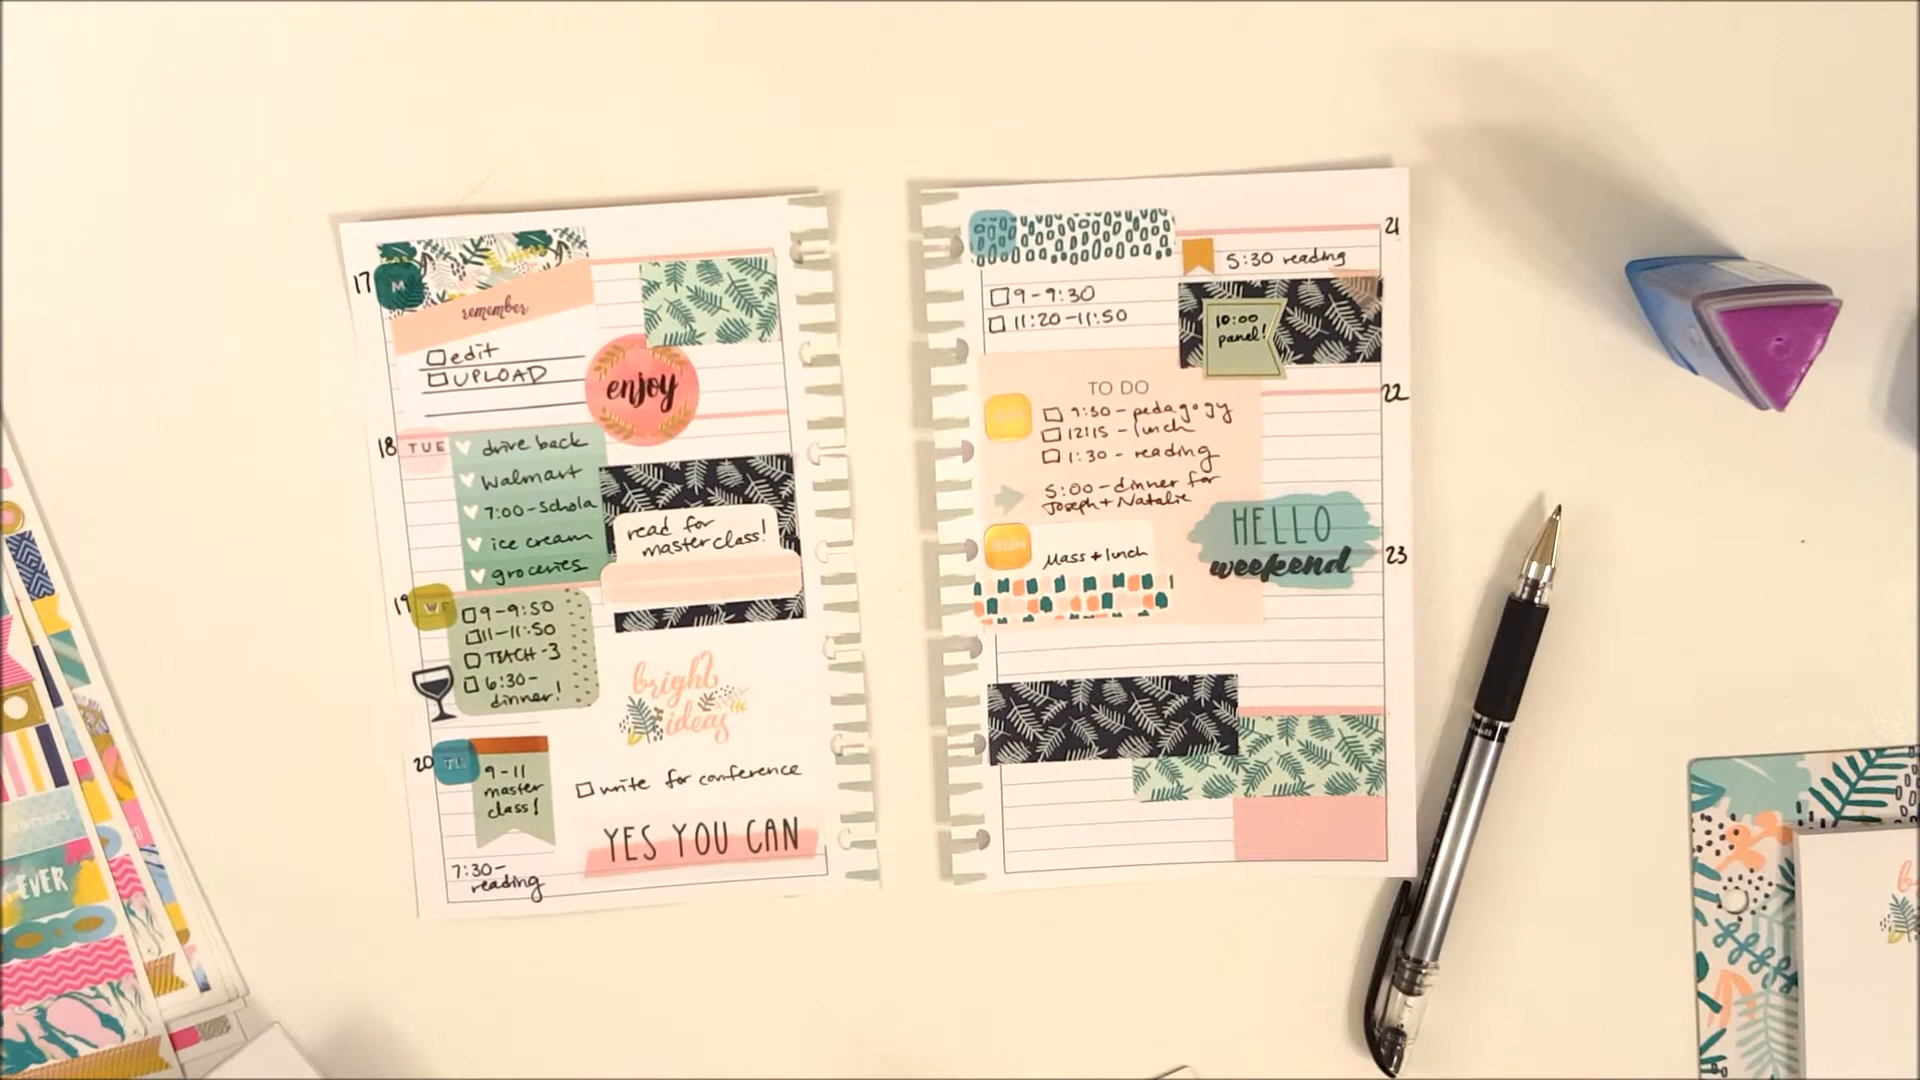 17
M
remember
edit
UPLOAD
enjoy
18
TUE
drive back
Walmart
7:00-Schola
ice cream
groceries
read for
master class!
19
W
9-9:50
11-11:50
TEACH-3
6:30-
dinner!
bright
ideas
20
9-11
master
class!
write for conference
YES YOU CAN
7:30-
reading
21
5:30 reading
9-9:30
11:20-11:50
10:00
panel!
22
TO DO
9:30-pedagogy
12:15-lunch
1:30-reading
5:00-dinner for
Joseph+Natalie
HELLO
weekend
23
SUN
Mass+lunch
EVER